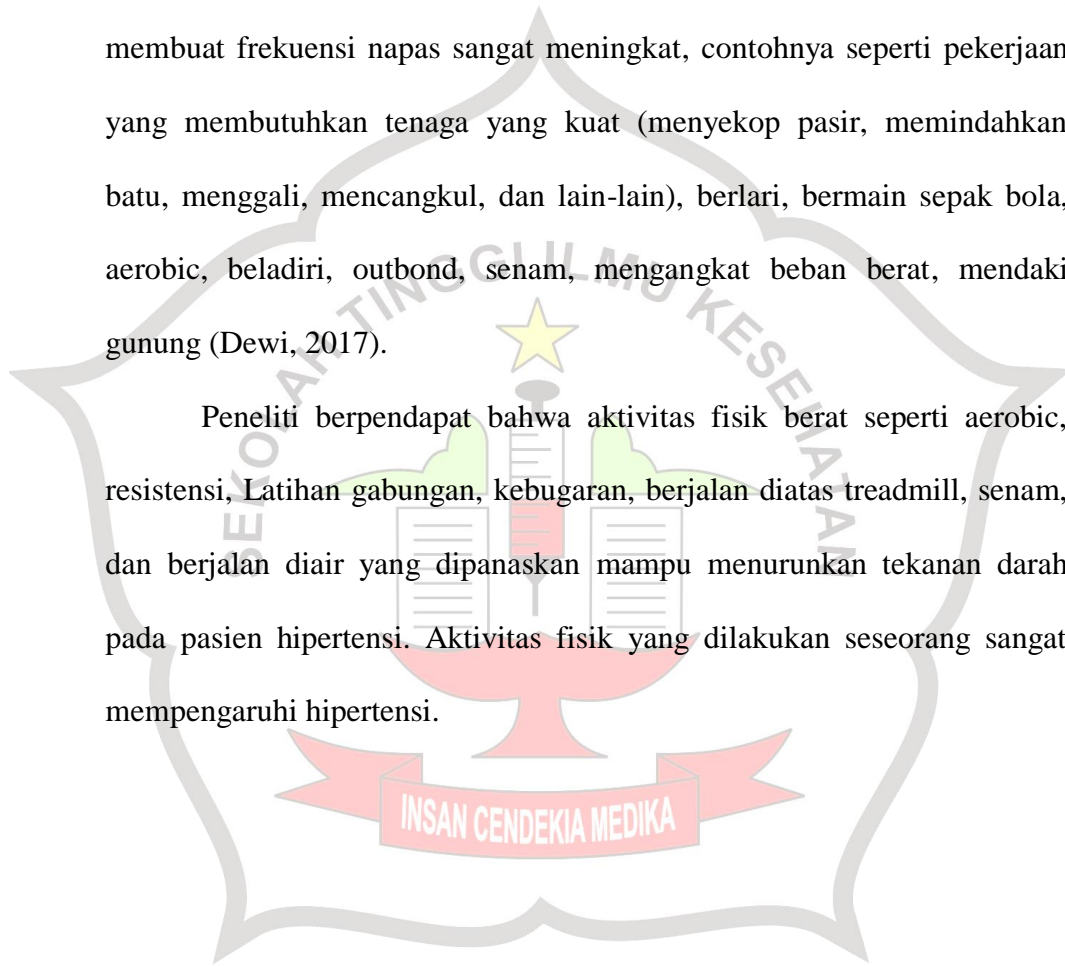 membuat frekuensi napas sangat meningkat, contohnya seperti pekerjaan
yang membutuhkan tenaga yang kuat (menyekop pasir, memindahkan
batu, menggali, mencangkul, dan lain-lain), berlari, bermain sepak bola,
aerobic, beladiri, outbond, senam, mengangkat beban berat, mendaki
gunung (Dewi, 2017).
Peneliti berpendapat bahwa aktivitas fisik berat seperti aerobic,
resistensi, Latihan gabungan, kebugaran, berjalan diatas treadmill, senam,
dan berjalan diair yang dipanaskan mampu menurunkan tekanan darah
pada pasien hipertensi. Aktivitas fisik yang dilakukan seseorang sangat
mempengaruhi hipertensi.
SEKOLAH TINGGI ILMU KESEHATAN
INSAN CENDEKIA MEDIKA